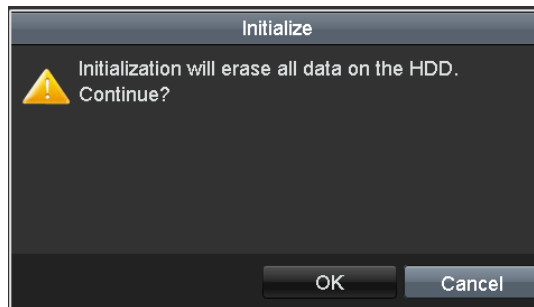 Initialize
Initialization will erase all data on the HDD.
Continue?
OK
Cancel